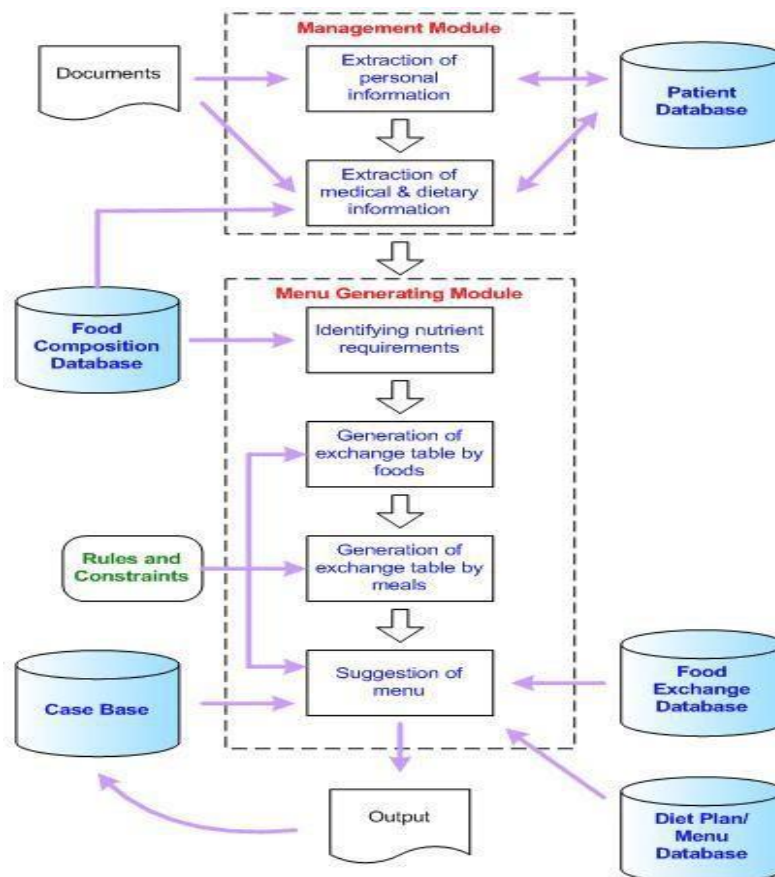 Management Module
Documents
Extraction of
personal
information
Patient
Database
Extraction of
medical & dietary
information
Menu Generating Module
Food
Composition
Database
Identifying nutrient
requirements
Generation of
exchange table by
foods
Rules and
Constraints
Generation of
exchange table by
meals
Case Base
Suggestion of
menu
Food
Exchange
Database
Output
Diet Plan/
Menu
Database